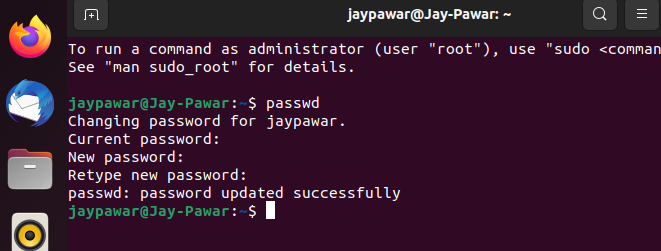 jaypawar@Jay-Pawar: ~
To run a command as administrator (user "root"), use "sudo <comman
See "man sudo_root" for details.
jaypawar@Jay-Pawar:~$ passwd
Changing password for jaypawar.
Current password:
New password:
Retype new password:
passwd: password updated successfully
jaypawar@Jay-Pawar:~$